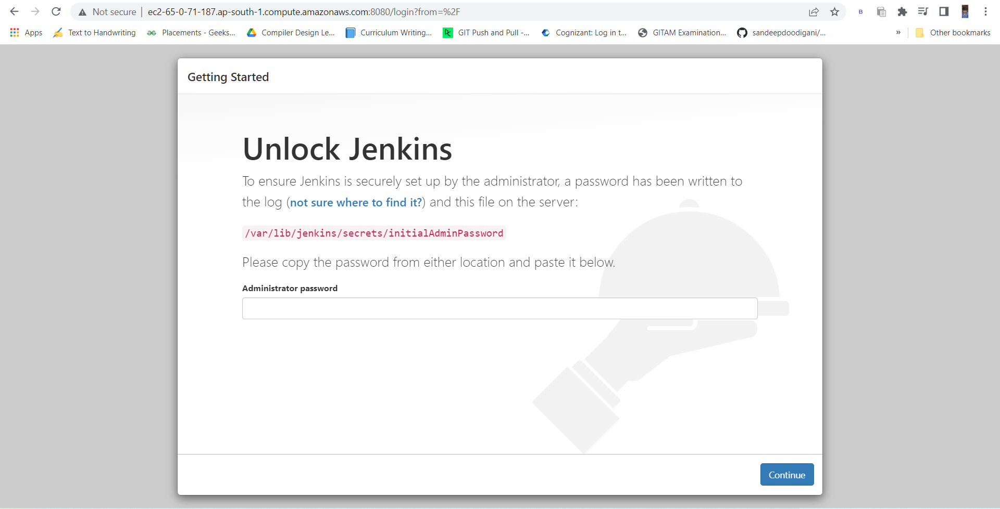 Not secure ec2-65-0-71-187.ap-south-1.compute.amazonaws.com:8080/login?from=%2F
B
Apps Text to Handwriting Placements - Geeks... Compiler Design Le... Curriculum Writing... DC GIT Push and Pull -... Cognizant: Log in t... GITAM Examination... sandeepdoodigani/... » Other bookmarks
Getting Started
Unlock Jenkins
To ensure Jenkins is securely set up by the administrator, a password has been written to
the log (not sure where to find it?) and this file on the server:
/var/lib/jenkins/secrets/initialAdminPassword
Please copy the password from either location and paste it below.
Administrator password
Continue